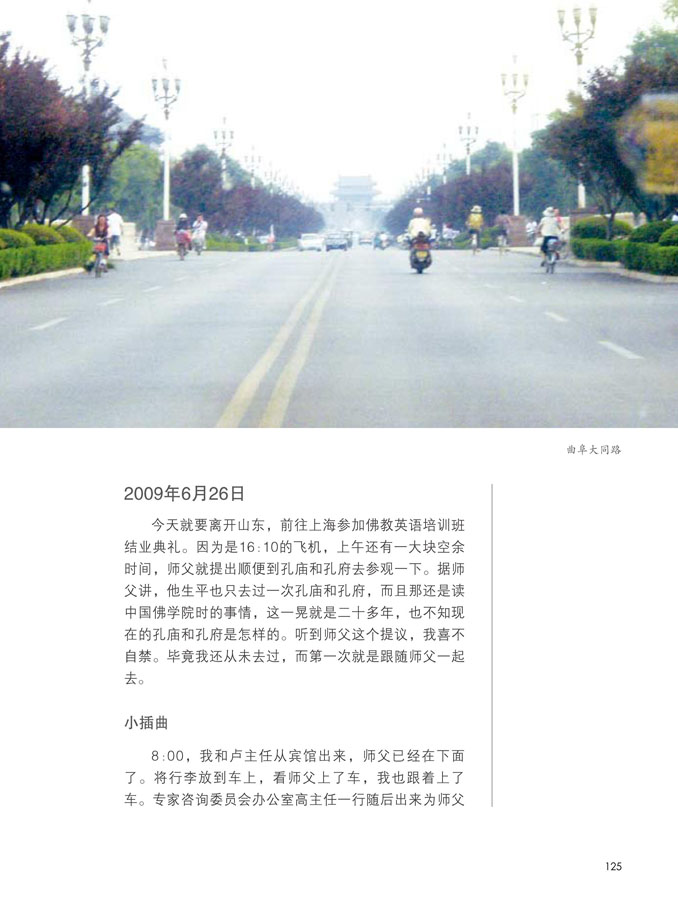 曲阜大同路
2009年6月26日
今天就要离开山东，前往上海参加佛教英语培训班
结业典礼。因为是16:10的飞机，上午还有一大块空余
时间，师父就提出顺便到孔庙和孔府去参观一下。据师
父讲，他生平也只去过一次孔庙和孔府，而且那还是读
中国佛学院时的事情，这一晃就是二十多年，也不知现
在的孔庙和孔府是怎样的。听到师父这个提议，我喜不
自禁。毕竟我还从未去过，而第一次就是跟随师父一起
去。
小插曲
8:00，我和卢主任从宾馆出来，师父已经在下面
了。将行李放到车上，看师父上了车，我也跟着上了
车。专家咨询委员会办公室高主任一行随后出来为师父
125